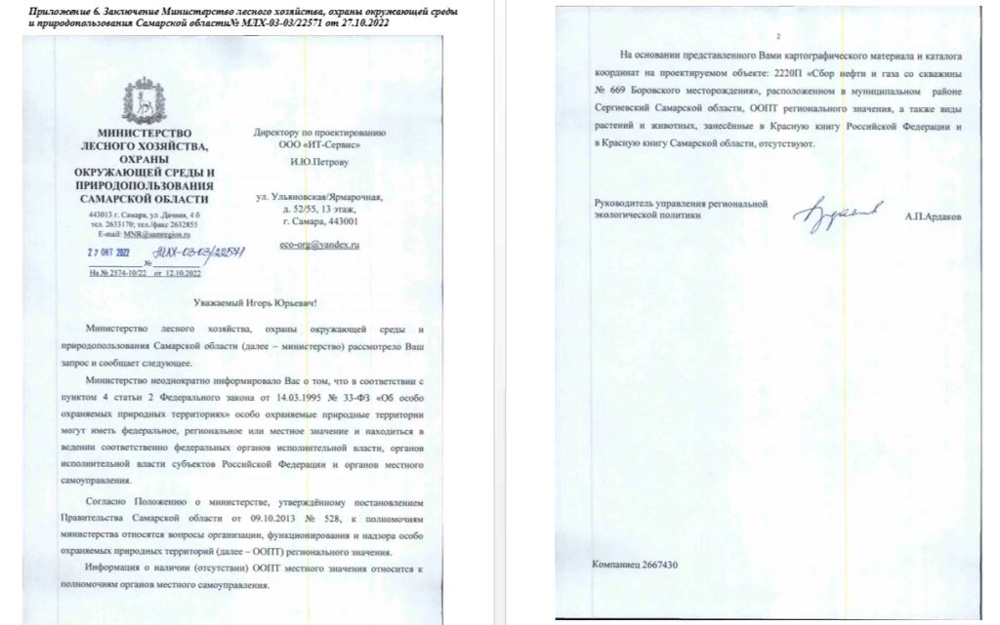 Приложение 6. Заключение Министерство лесного хозяйства, охраны окружающей среды
и природопользования Самарской области№ МЛХ-03-03/22571 от 27.10.2022
МИНИСТЕРСТВО
ЛЕСНОГО ХОЗЯЙСТВА,
ОХРАНЫ
ОКРУЖАЮЩЕЙ СРЕДЫ И
ПРИРОДОПОЛЬЗОВАНИЯ
САМАРСКОЙ ОБЛАСТИ
443013 г. Самара, ул .Дачная, 4 б
тел. 2633170; тел./факс 2632855
E-mail: MNR@samregion.ru
27 ОКТ 2022 № МЛХ-03-03/22571
На № 2574-10/22 от 12.10.2022
Директору по проектированию
ООО «ИТ-Сервис»
И.Ю.Петрову
ул. Ульяновская/Ярмарочная,
д. 52/55, 13 этаж,
г. Самара, 443001
eco-org@yandex.ru
Уважаемый Игорь Юрьевич!
Министерство лесного хозяйства, охраны окружающей среды и
природопользования Самарской области (далее – министерство) рассмотрело Ваш
запрос и сообщает следующее.
Министерство неоднократно информировало Вас о том, что в соответствии с
пунктом 4 статьи 2 Федерального закона от 14.03.1995 № 33-ФЗ «Об особо
охраняемых природных территориях» особо охраняемые природные территории
могут иметь федеральное, региональное или местное значение и находиться в
ведении соответственно федеральных органов исполнительной власти, органов
исполнительной власти субъектов Российской Федерации и органов местного
самоуправления.
Согласно Положению о министерстве, утверждённому постановлением
Правительства Самарской области от 09.10.2013 № 528, к полномочиям
министерства относятся вопросы организации, функционирования и надзора особо
охраняемых природных территорий (далее – ООПТ) регионального значения.
Информация о наличии (отсутствии) ООПТ местного значения относится к
полномочиям органов местного самоуправления.
2
На основании представленного Вами картографического материала и каталога
координат на проектируемом объекте: 2220П «Сбор нефти и газа со скважины
№ 669 Боровского месторождения», расположенном в муниципальном районе
Сергиевский Самарской области, ООПТ регионального значения, а также виды
растений и животных, занесённые в Красную книгу Российской Федерации и
в Красную книгу Самарской области, отсутствуют.
Руководитель управления региональной
экологической политики
А.П.Ардаков
Компаниец 2667430